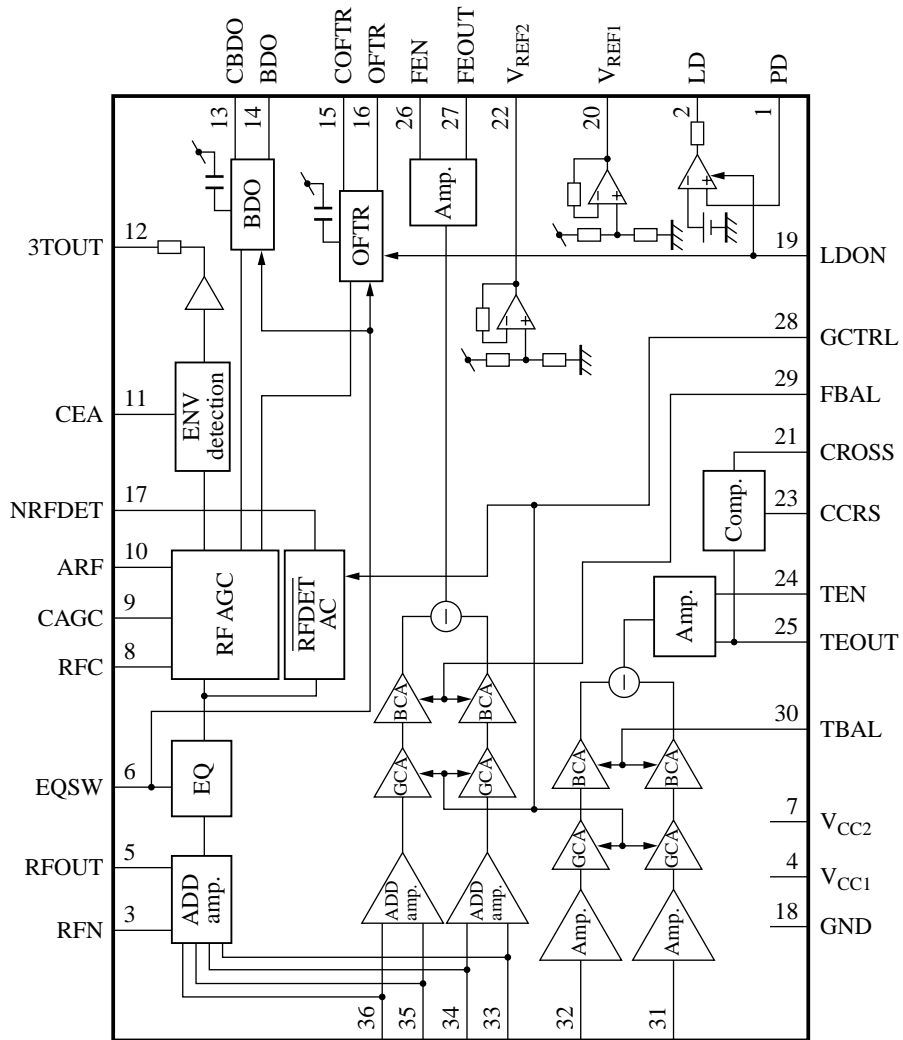 CBDO
BDO
COFTR
OFTR
FEN
FEOUT
VREF2
VREF1
LD
PD
13
14
15
16
26
27
22
20
2
1
3TOUT
12
CEA
11
NRFDET
17
ARF
10
CAGC
9
RFC
8
EQSW
6
RFOUT
5
RFN
3
BDO
OFTR
Amp.
ENV
detection
RF AGC
RFDET
AC
EQ
ADD
amp.
BCA
BCA
GCA
GCA
ADD
amp.
ADD
amp.
BCA
BCA
GCA
GCA
Amp.
Amp.
Amp.
Comp.
−
−
− +
− +
− +
19
LDON
28
GCTRL
29
FBAL
21
CROSS
23
CCRS
24
TEN
25
TEOUT
30
TBAL
7
VCC2
4
VCC1
18
GND
36
35
34
33
32
31